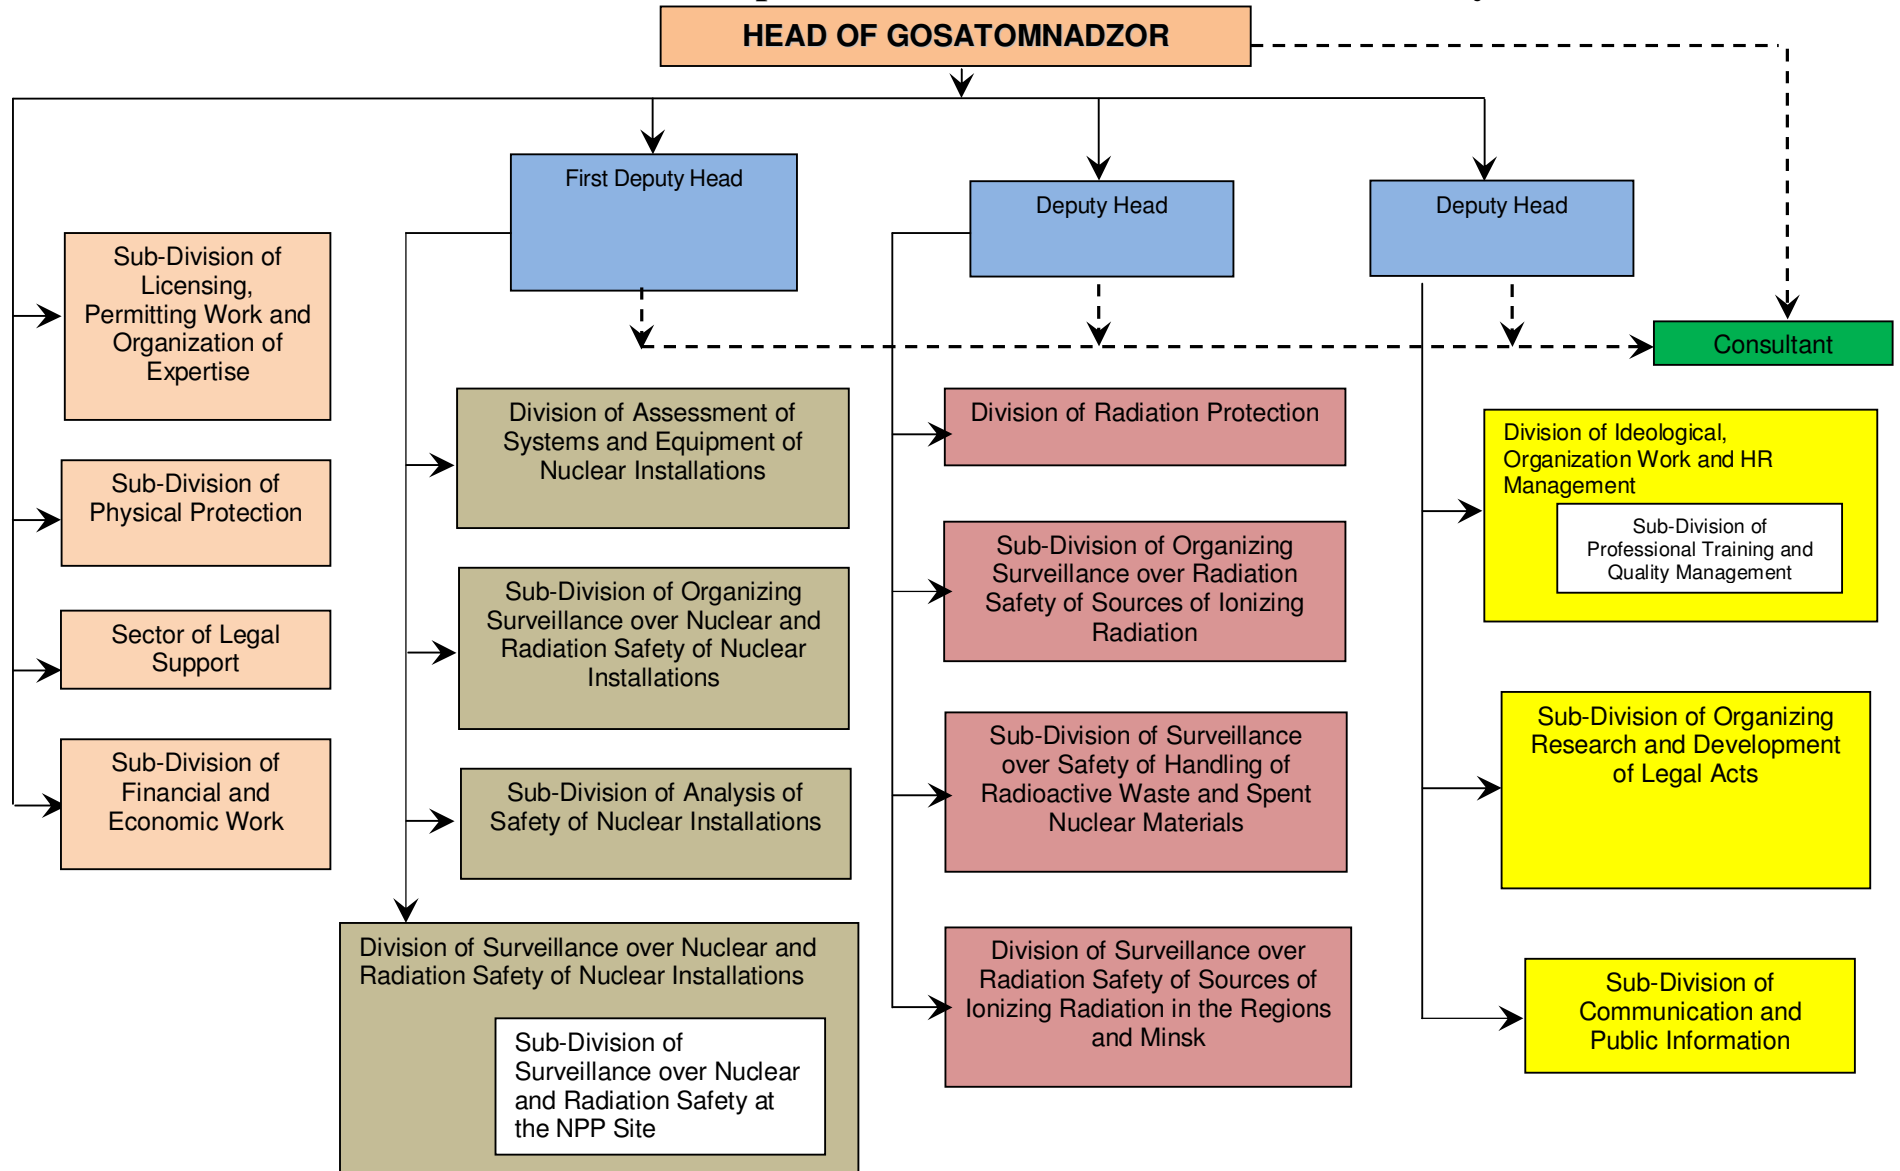 HEAD OF GOSATOMNADZOR
First Deputy Head
Deputy Head
Deputy Head
Consultant
Sub-Division of
Licensing,
Permitting Work and
Organization of
Expertise
Sub-Division of
Physical Protection
Sector of Legal
Support
Sub-Division of
Financial and
Economic Work
Division of Assessment of
Systems and Equipment of
Nuclear Installations
Sub-Division of Organizing
Surveillance over Nuclear and
Radiation Safety of Nuclear
Installations
Sub-Division of Analysis of
Safety of Nuclear Installations
Division of Surveillance over Nuclear and
Radiation Safety of Nuclear Installations
Sub-Division of
Surveillance over Nuclear
and Radiation Safety at
the NPP Site
Division of Radiation Protection
Sub-Division of Organizing
Surveillance over Radiation
Safety of Sources of Ionizing
Radiation
Sub-Division of Surveillance
over Safety of Handling of
Radioactive Waste and Spent
Nuclear Materials
Division of Surveillance over
Radiation Safety of Sources of
Ionizing Radiation in the Regions
and Minsk
Division of Ideological,
Organization Work and HR
Management
Sub-Division of
Professional Training and
Quality Management
Sub-Division of Organizing
Research and Development
of Legal Acts
Sub-Division of
Communication and
Public Information